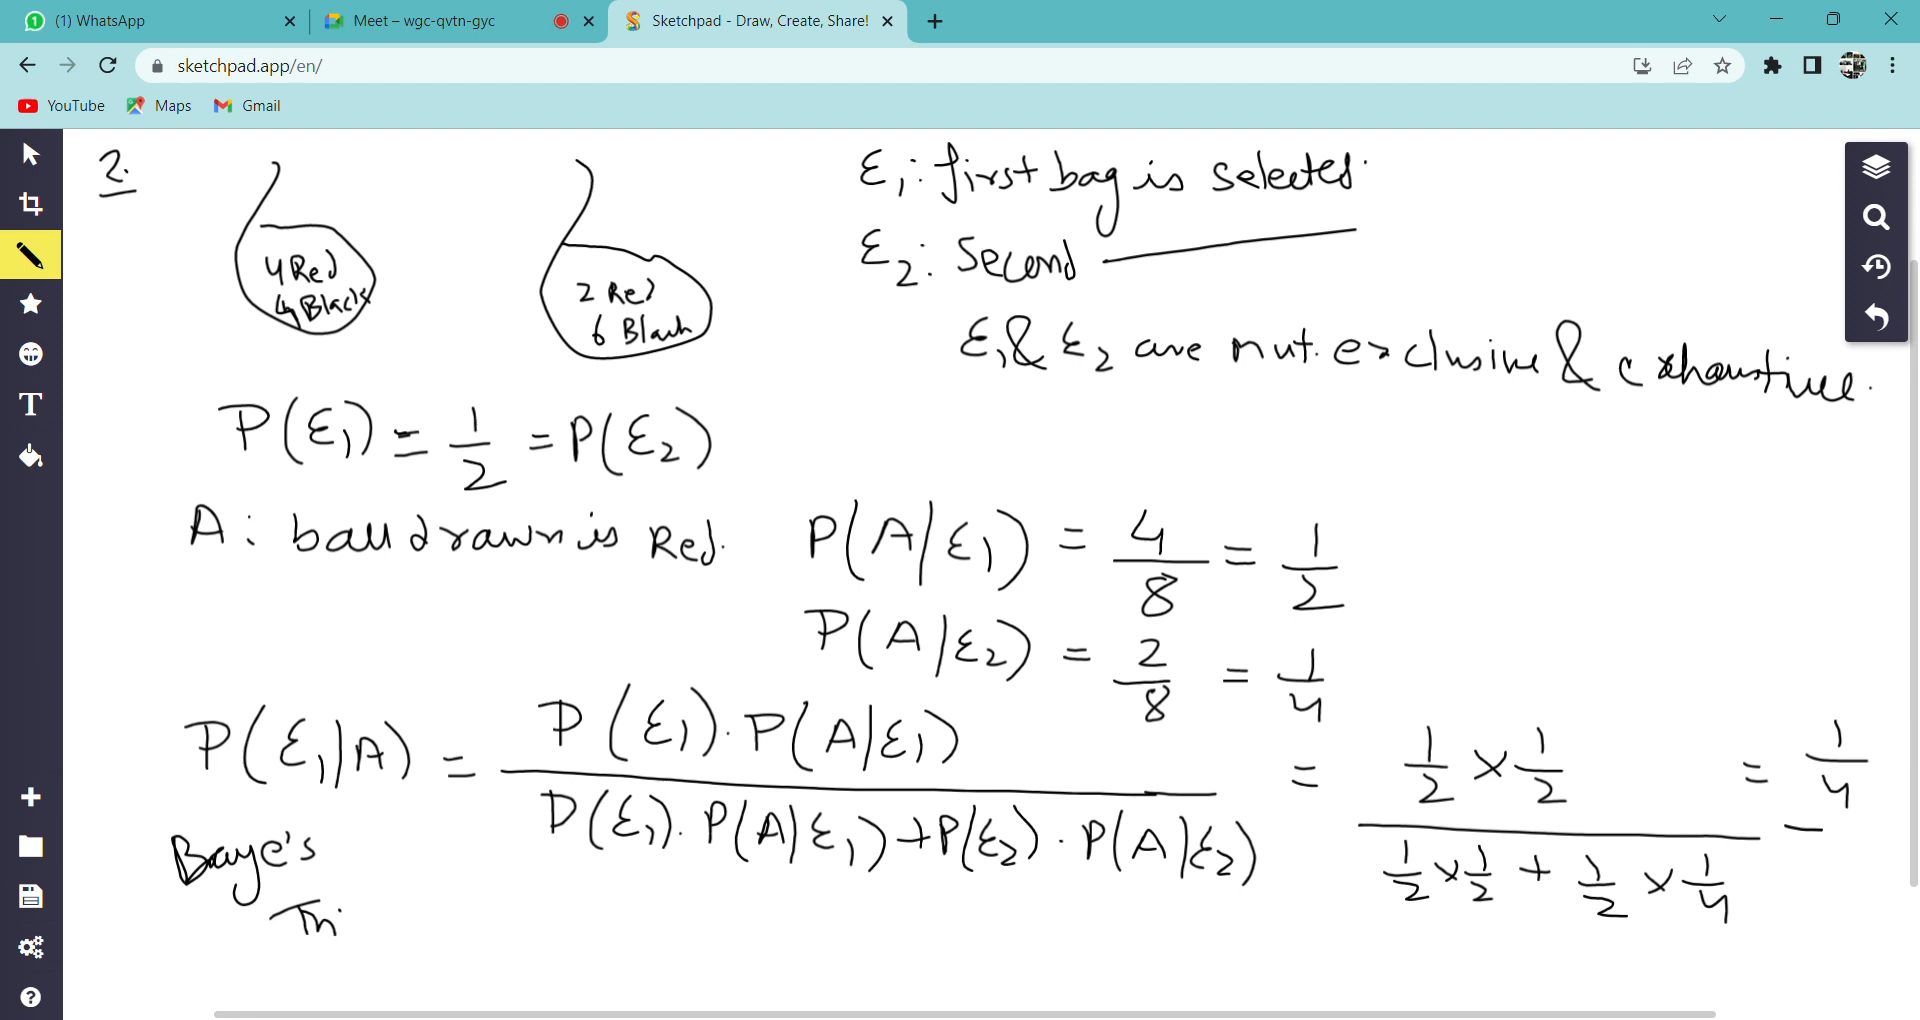 (1) WhatsApp
Meet – wgc-qvtn-gyc
Sketchpad - Draw, Create, Share!
sketchpad.app/en/
YouTube Maps Gmail
2.
4 Red
4 Black
2 Red
6 Black
E₁: first bag is selected.
E₂: Second ———
E₁ & E₂ are mut. exclusive & exhaustive.
P(E₁) = 1/2 = P(E₂)
A: ball drawn is Red.
P(A|E₁) = 4/8 = 1/2
P(A|E₂) = 2/8 = 1/4
P(E₁|A) = P(E₁).P(A|E₁) / P(E₁).P(A|E₁)+P(E₂).P(A|E₂) = 1/2 × 1/2 / 1/2 × 1/2 + 1/2 × 1/4 = 1/4 /
Baye's